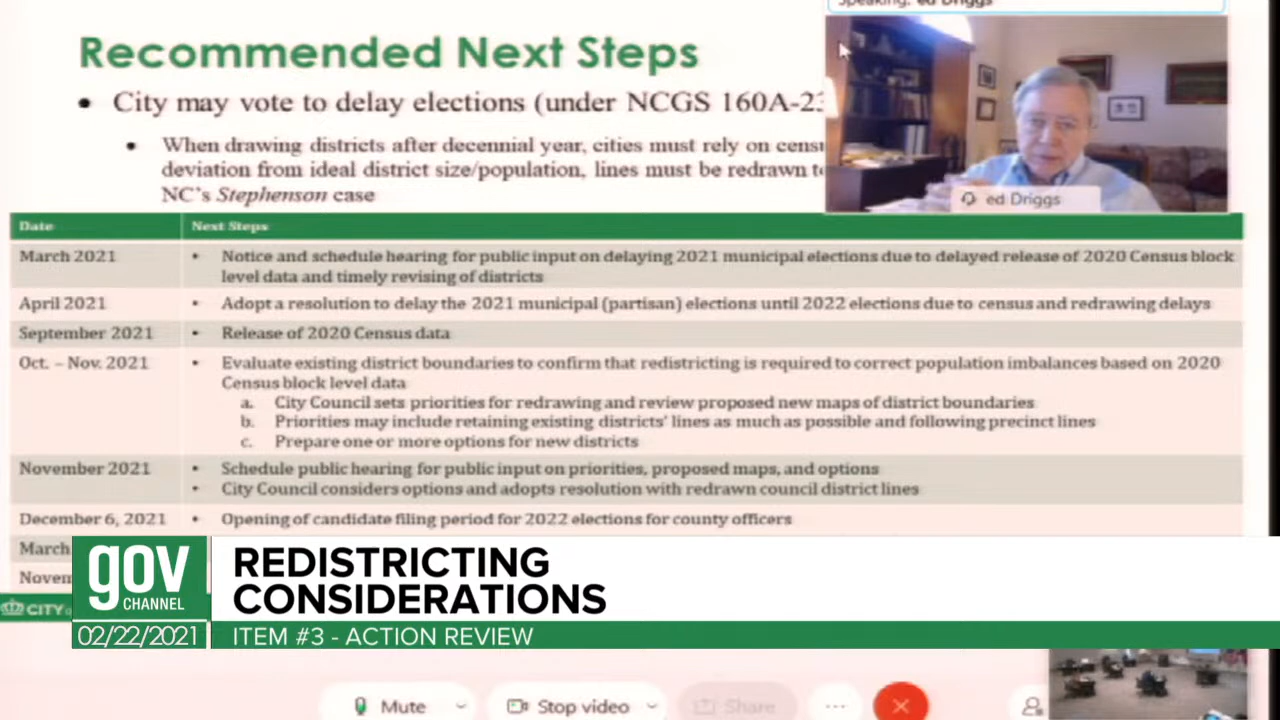 Speaking: ed Driggs
Recommended Next Steps
• City may vote to delay elections (under NCGS 160A-23
• When drawing districts after decennial year, cities must rely on censu
deviation from ideal district size/population, lines must be redrawn to
NC's Stephenson case
ed Driggs
Date Next Steps
March 2021 • Notice and schedule hearing for public input on delaying 2021 municipal elections due to delayed release of 2020 Census block
level data and timely revising of districts
April 2021 • Adopt a resolution to delay the 2021 municipal (partisan) elections until 2022 elections due to census and redrawing delays
September 2021 • Release of 2020 Census data
Oct. – Nov. 2021 • Evaluate existing district boundaries to confirm that redistricting is required to correct population imbalances based on 2020
Census block level data
a. City Council sets priorities for redrawing and review proposed new maps of district boundaries
b. Priorities may include retaining existing districts' lines as much as possible and following precinct lines
c. Prepare one or more options for new districts
November 2021 • Schedule public hearing for public input on priorities, proposed maps, and options
• City Council considers options and adopts resolution with redrawn council district lines
December 6, 2021 • Opening of candidate filing period for 2022 elections for county officers
March
Novem
CITY
gov
CHANNEL
02/22/2021
REDISTRICTING
CONSIDERATIONS
ITEM #3 - ACTION REVIEW
Mute Stop video Share